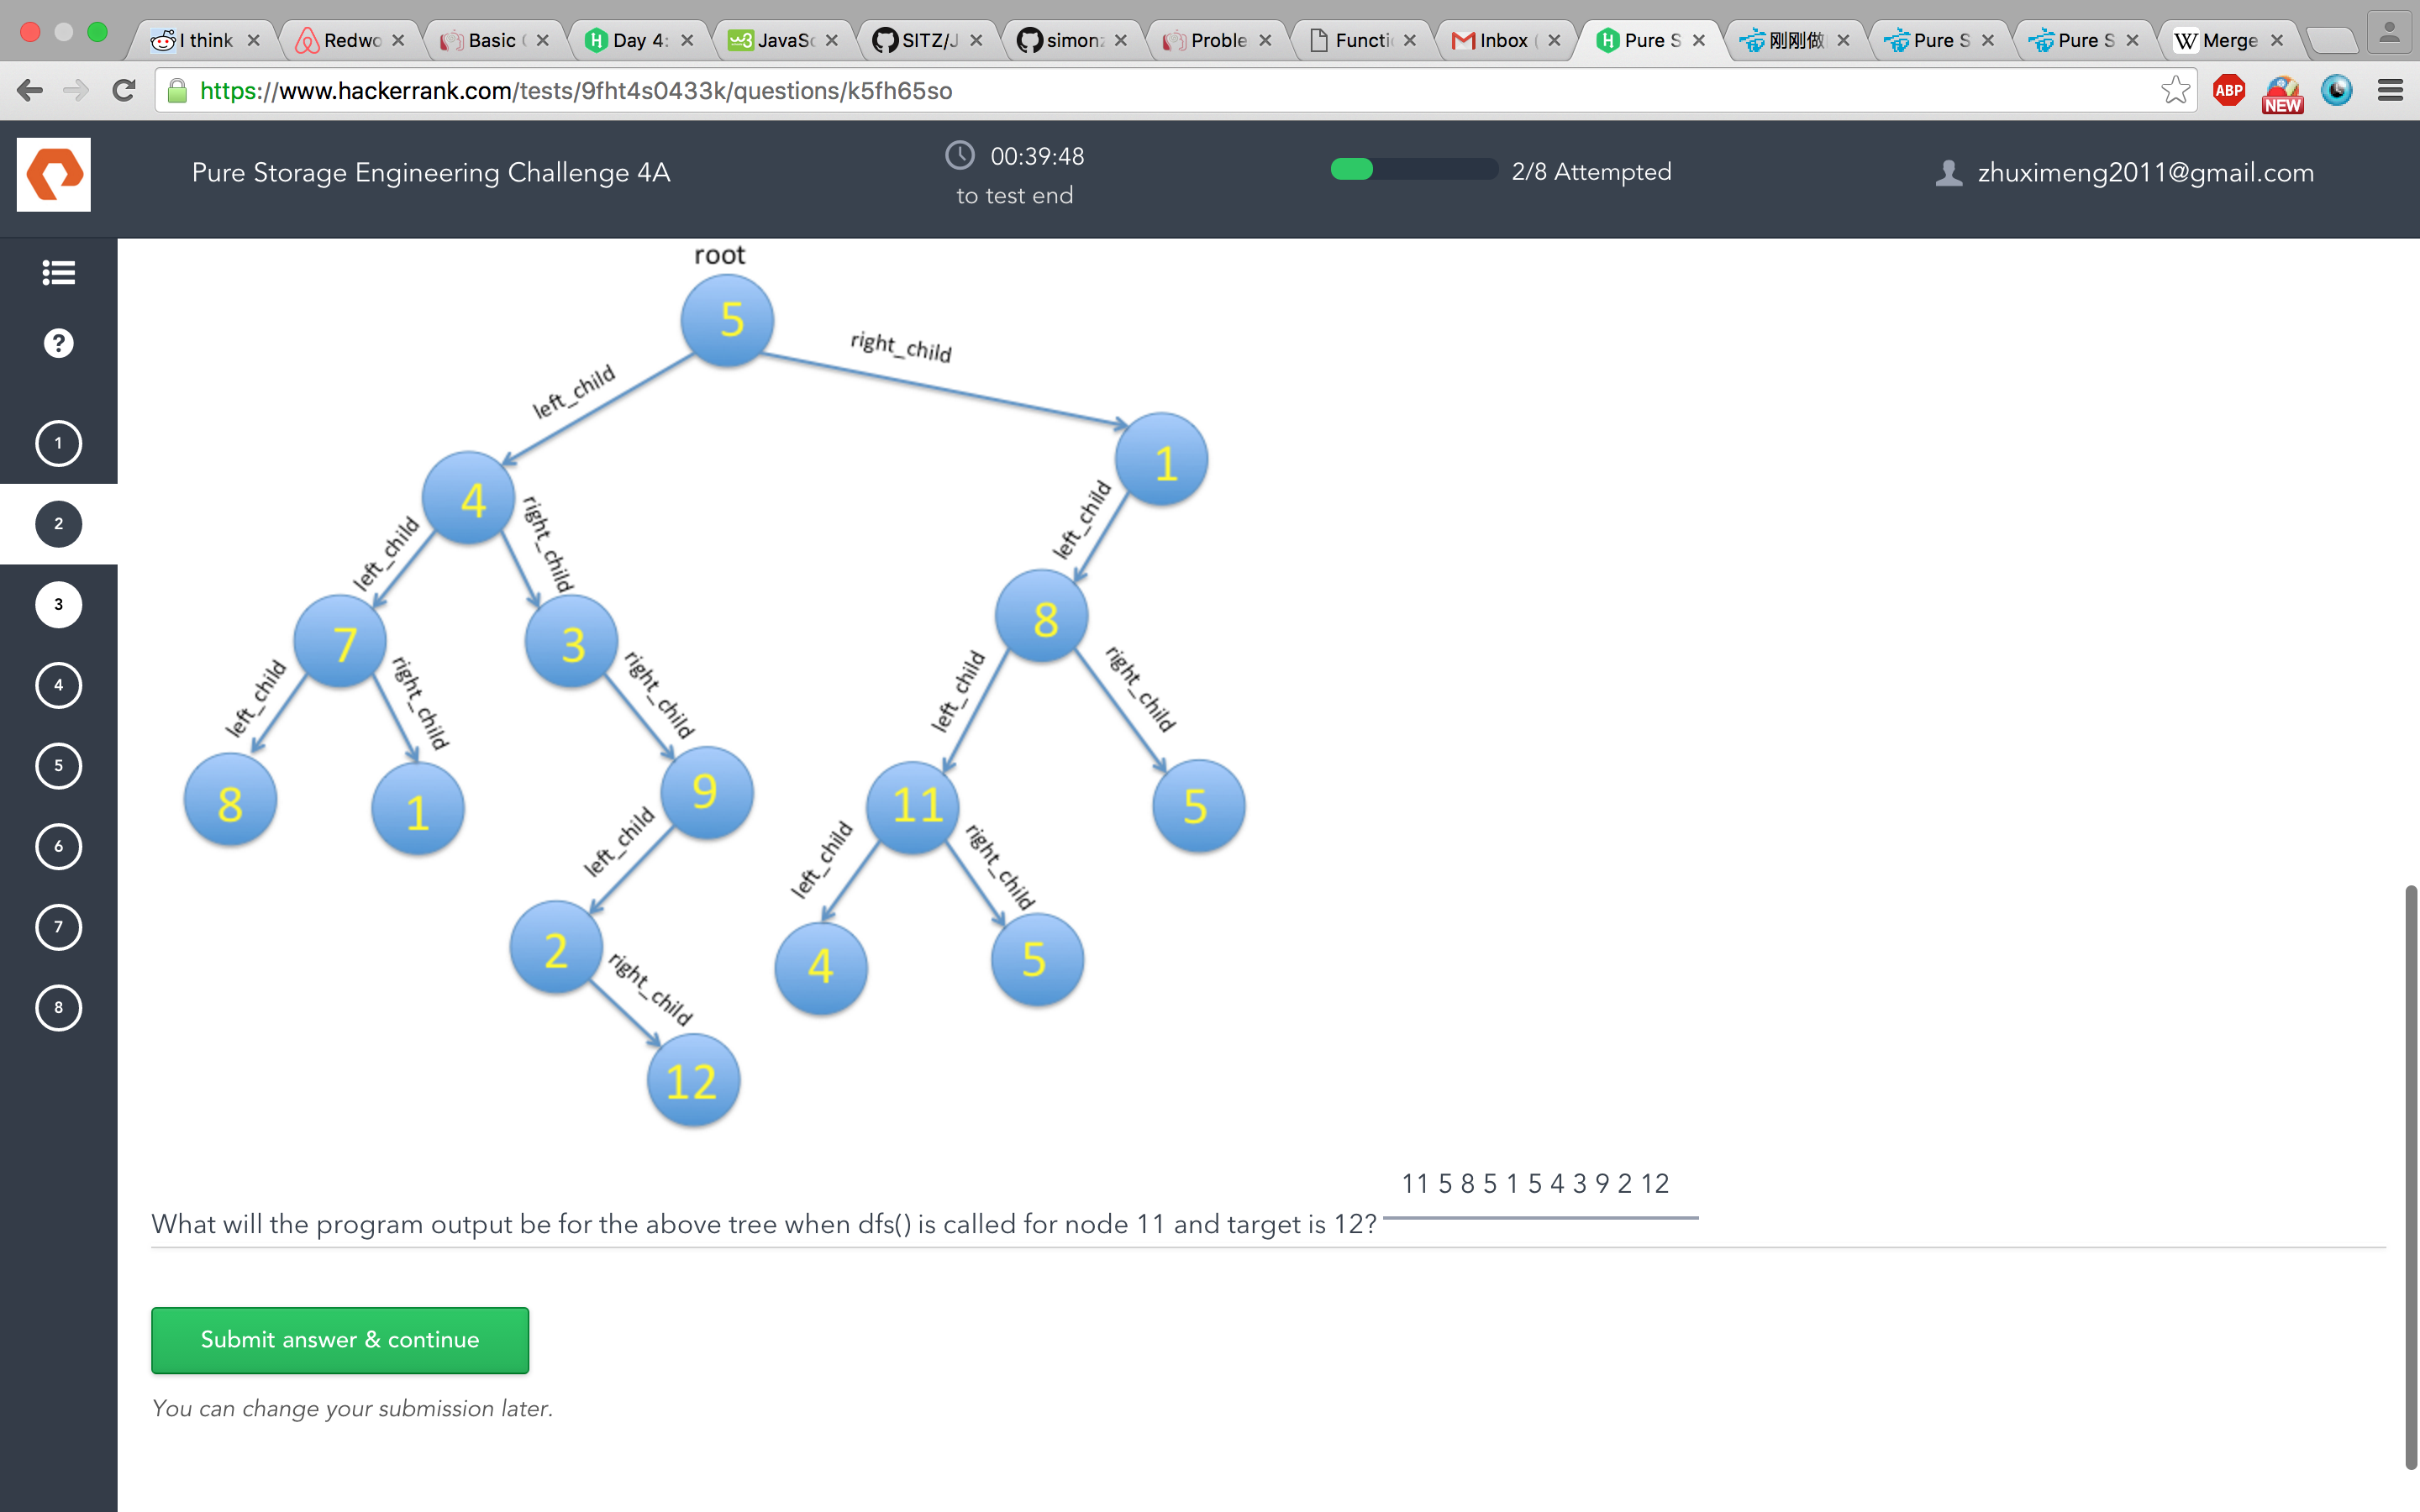 I think
Redwo
Basic (
Day 4:
JavaSc
SITZ/J
simonz
Proble
Functi
Inbox (
Pure S
刚刚做
Pure S
Pure S
Merge
https://www.hackerrank.com/tests/9fht4s0433k/questions/k5fh65so
ABP
NEW
Pure Storage Engineering Challenge 4A
00:39:48
to test end
2/8 Attempted
zhuximeng2011@gmail.com
?
1
2
3
4
5
6
7
8
root
5
left_child
right_child
4
1
left_child
right_child
left_child
7
3
8
left_child
right_child
right_child
left_child
right_child
8
1
9
11
5
left_child
left_child
right_child
2
4
5
right_child
12
11 5 8 5 1 5 4 3 9 2 12
What will the program output be for the above tree when dfs() is called for node 11 and target is 12?
Submit answer & continue
You can change your submission later.